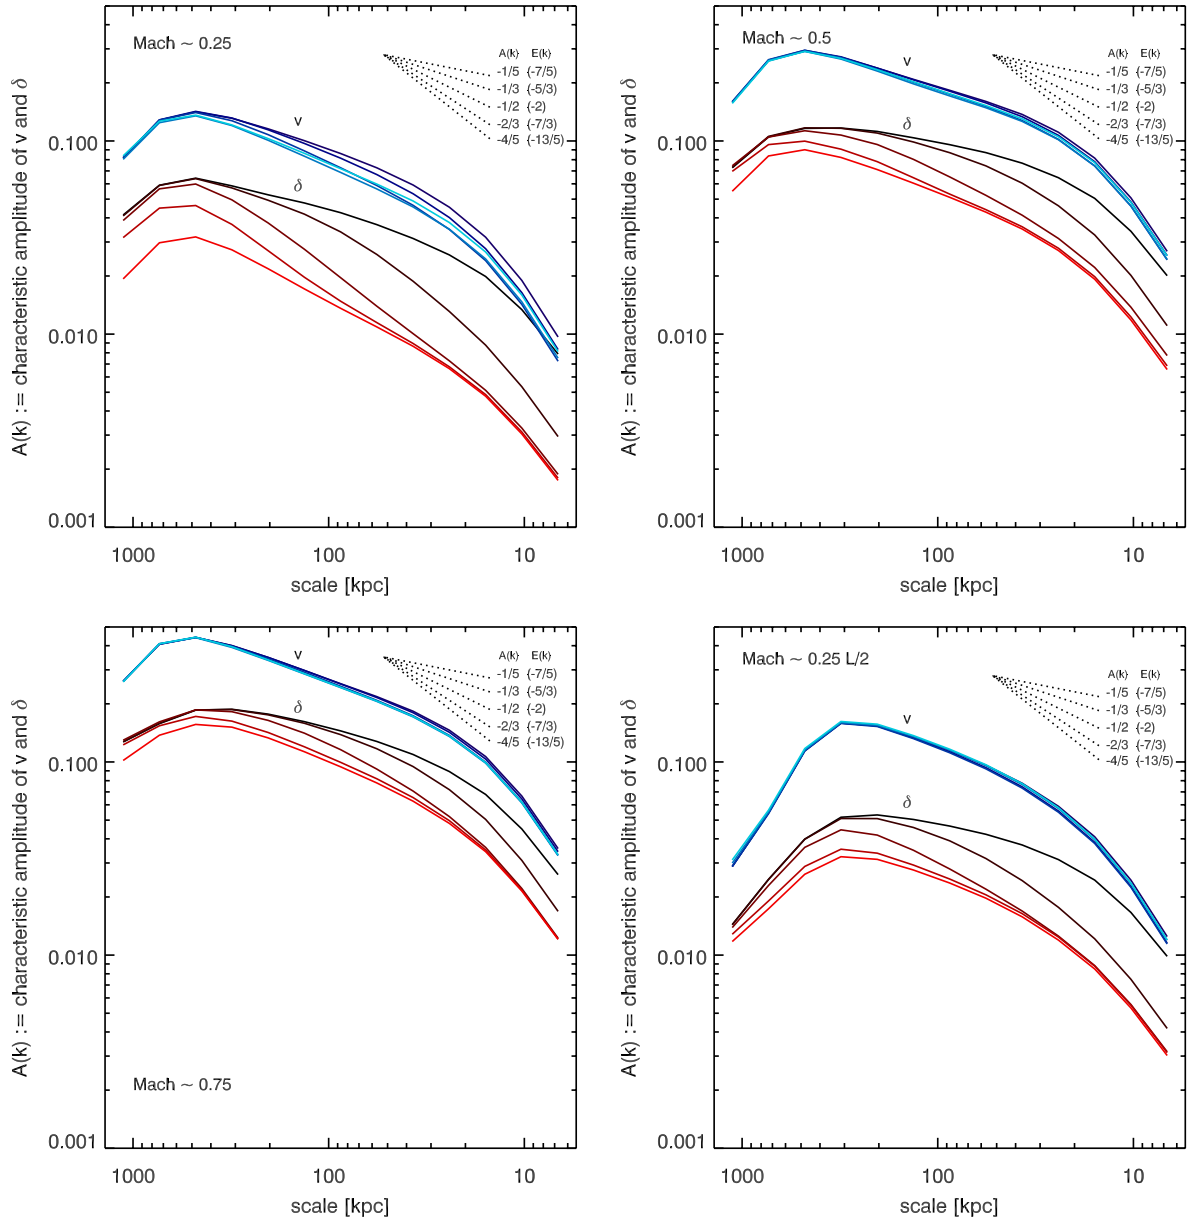 Mach ~ 0.25
A(k) E(k)
-1/5 (-7/5)
-1/3 (-5/3)
-1/2 (-2)
-2/3 (-7/3)
-4/5 (-13/5)
v
δ
0.100
0.010
0.001
1000 100 10
scale [kpc]
A(k) := characteristic amplitude of v and δ
Mach ~ 0.5
A(k) E(k)
-1/5 (-7/5)
-1/3 (-5/3)
-1/2 (-2)
-2/3 (-7/3)
-4/5 (-13/5)
v
δ
0.100
0.010
0.001
1000 100 10
scale [kpc]
A(k) := characteristic amplitude of v and δ
A(k) E(k)
-1/5 (-7/5)
-1/3 (-5/3)
-1/2 (-2)
-2/3 (-7/3)
-4/5 (-13/5)
v
δ
0.100
0.010
0.001
Mach ~ 0.75
1000 100 10
scale [kpc]
A(k) := characteristic amplitude of v and δ
Mach ~ 0.25 L/2
A(k) E(k)
-1/5 (-7/5)
-1/3 (-5/3)
-1/2 (-2)
-2/3 (-7/3)
-4/5 (-13/5)
v
δ
0.100
0.010
0.001
1000 100 10
scale [kpc]
A(k) := characteristic amplitude of v and δ